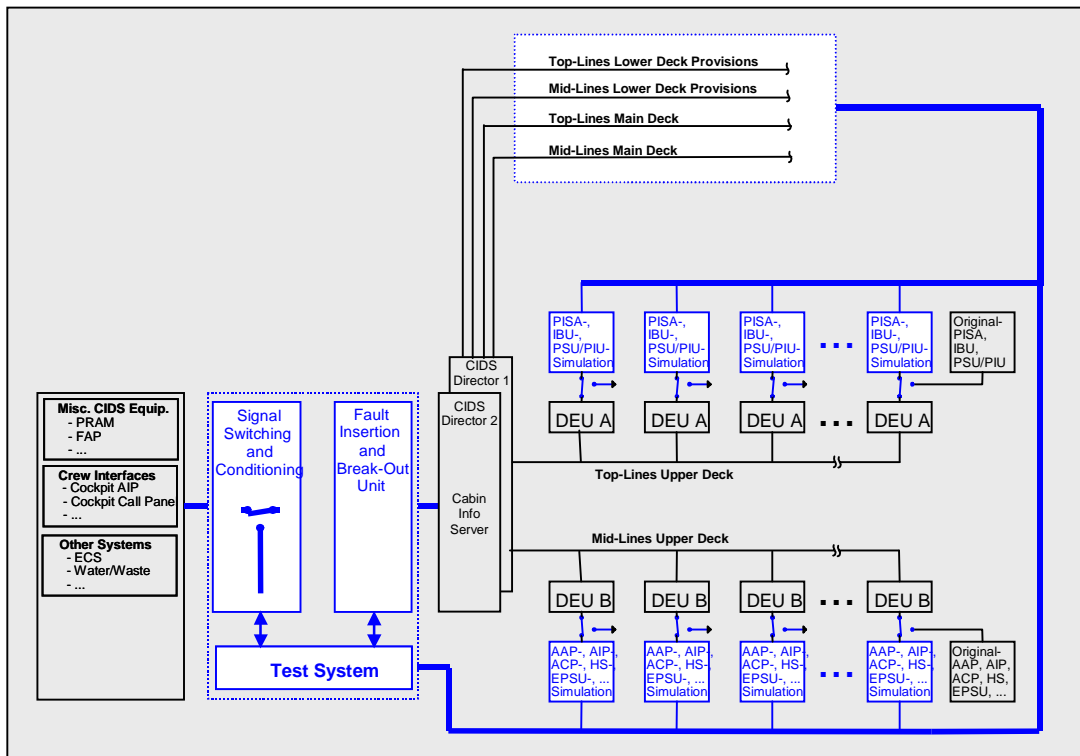 Top-Lines Lower Deck Provisions
Mid-Lines Lower Deck Provisions
Top-Lines Main Deck
Mid-Lines Main Deck
PISA-,
IBU-,
PSU/PIU-
Simulation
PISA-,
IBU-,
PSU/PIU-
Simulation
PISA-,
IBU-,
PSU/PIU-
Simulation
...
PISA-,
IBU-,
PSU/PIU-
Simulation
Original-
PISA,
IBU,
PSU/PIU
DEU A
DEU A
DEU A
...
DEU A
Top-Lines Upper Deck
CIDS
Director 1
CIDS
Director 2
Cabin
Info
Server
Misc. CIDS Equip.
- PRAM
- FAP
- ...
Crew Interfaces
- Cockpit AIP
- Cockpit Call Pane
- ...
Other Systems
- ECS
- Water/Waste
- ...
Signal
Switching
and
Conditioning
Fault
Insertion
and
Break-Out
Unit
Test System
Mid-Lines Upper Deck
DEU B
DEU B
DEU B
...
DEU B
AAP-, AIP-,
ACP-, HS-,
EPSU-, ...
Simulation
AAP-, AIP-,
ACP-, HS-,
EPSU-, ...
Simulation
AAP-, AIP-,
ACP-, HS-,
EPSU-, ...
Simulation
...
AAP-, AIP-,
ACP-, HS-,
EPSU-, ...
Simulation
Original-
AAP, AIP,
ACP, HS,
EPSU, ...